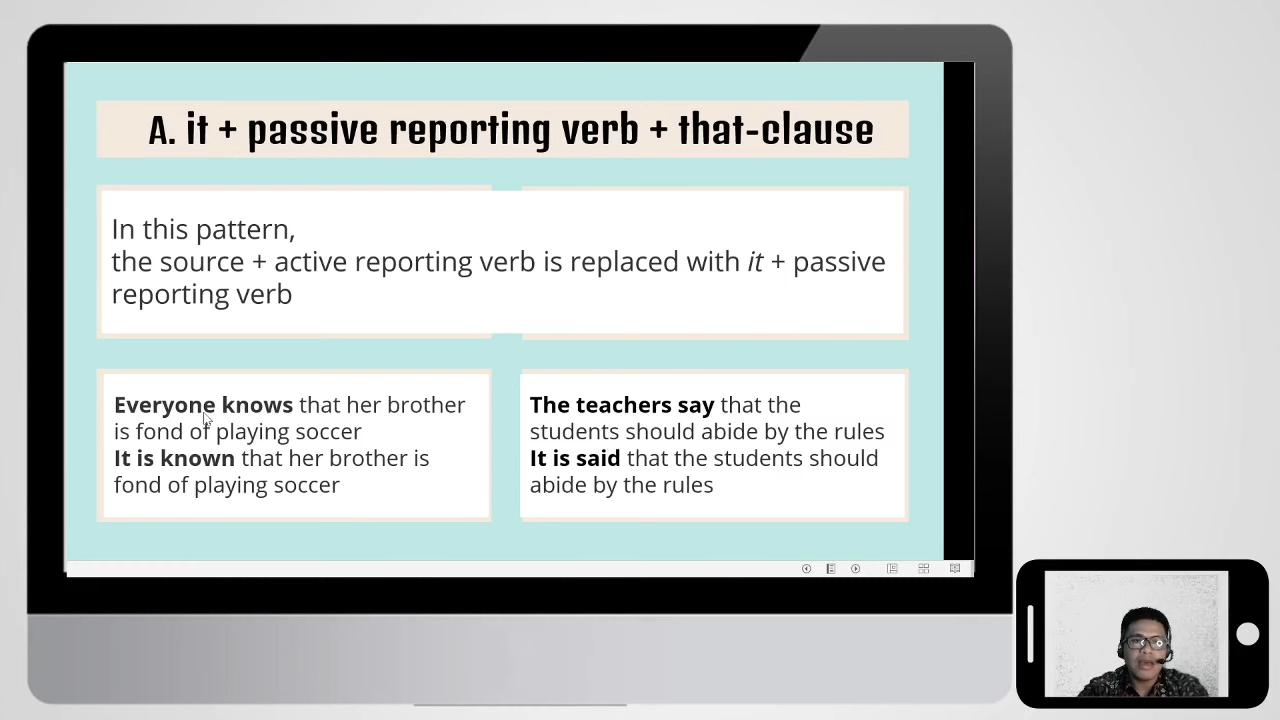 A. it + passive reporting verb + that-clause
In this pattern,
the source + active reporting verb is replaced with it + passive
reporting verb
Everyone knows that her brother
is fond of playing soccer
It is known that her brother is
fond of playing soccer
The teachers say that the
students should abide by the rules
It is said that the students should
abide by the rules